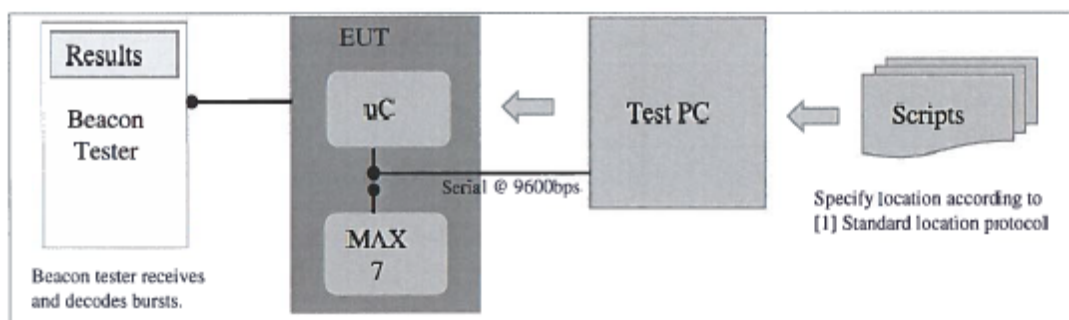 Results
Beacon
Tester
Beacon tester receives
and decodes bursts.
EUT
uC
MAX
7
Serial @ 9600bps
Test PC
Scripts
Specify location according to
[1] Standard location protocol